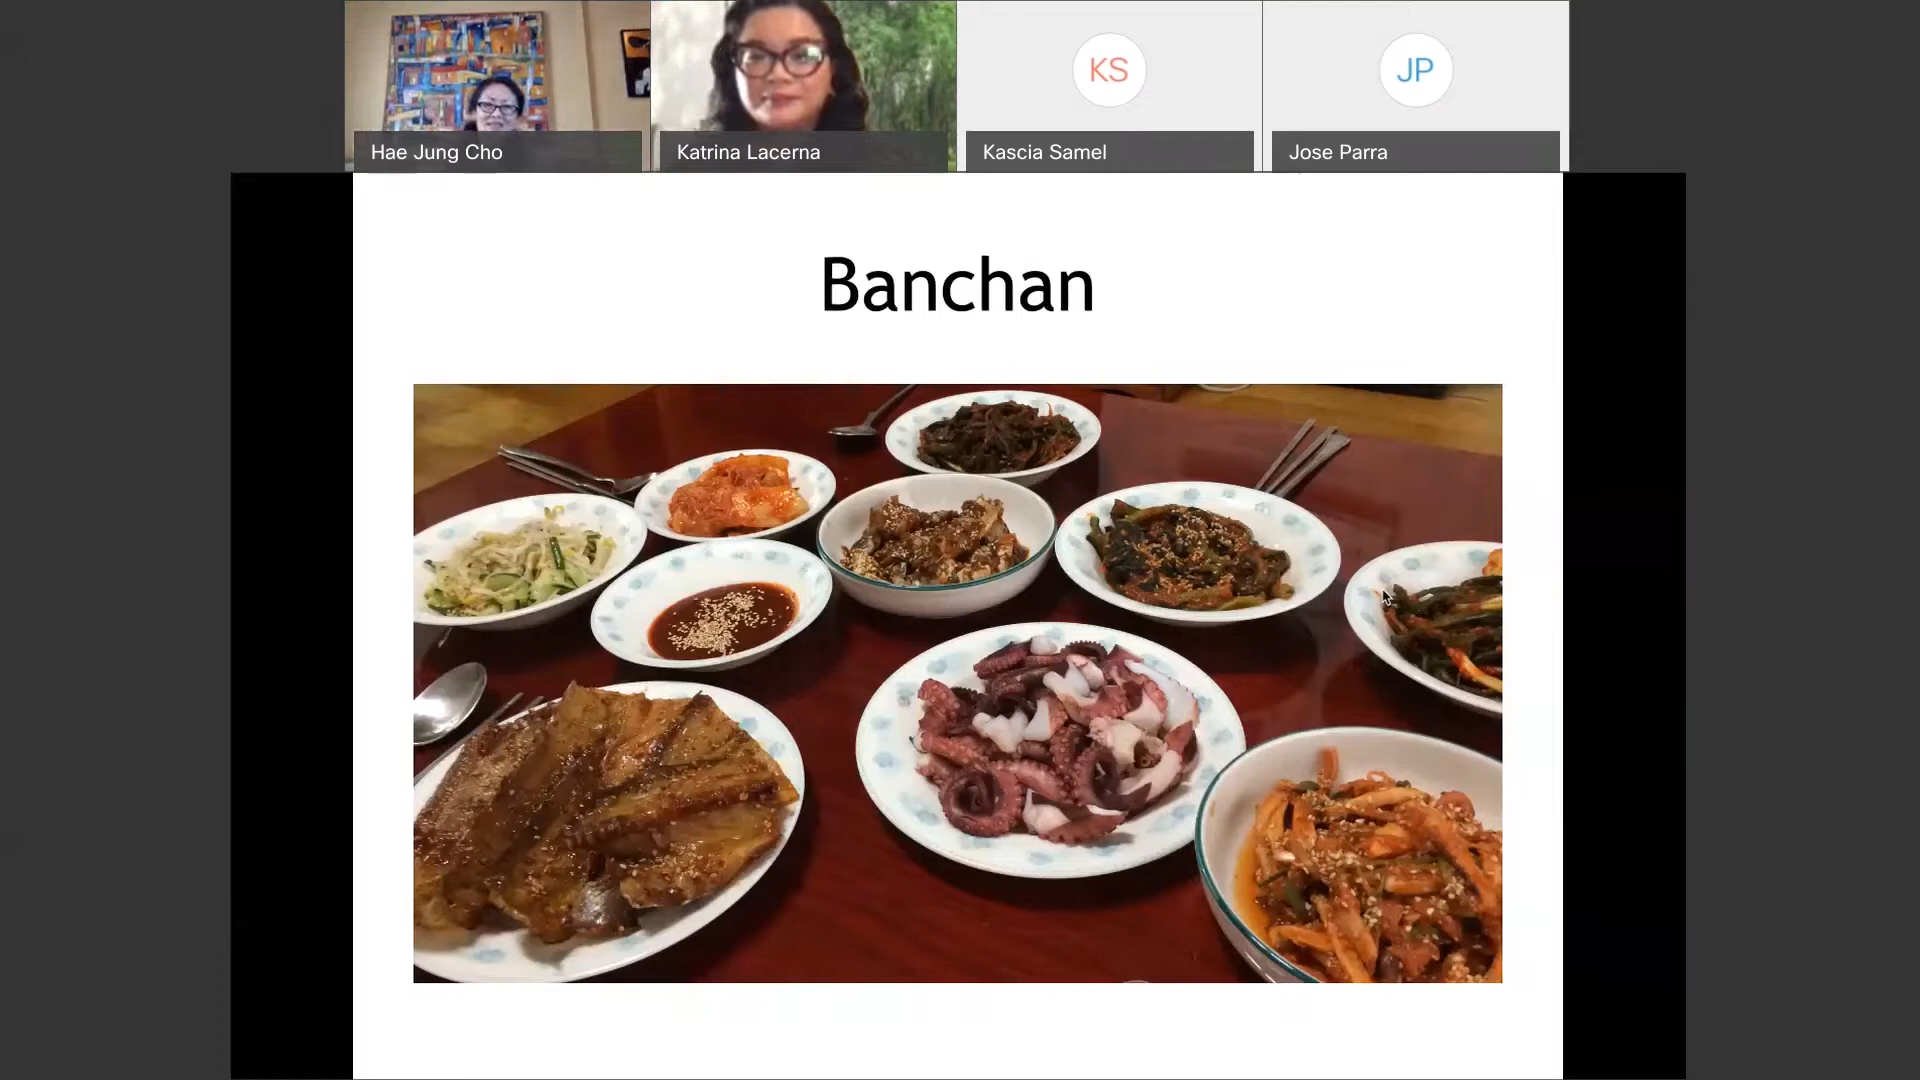 KS
JP
Hae Jung Cho
Katrina Lacerna
Kascia Samel
Jose Parra
Banchan